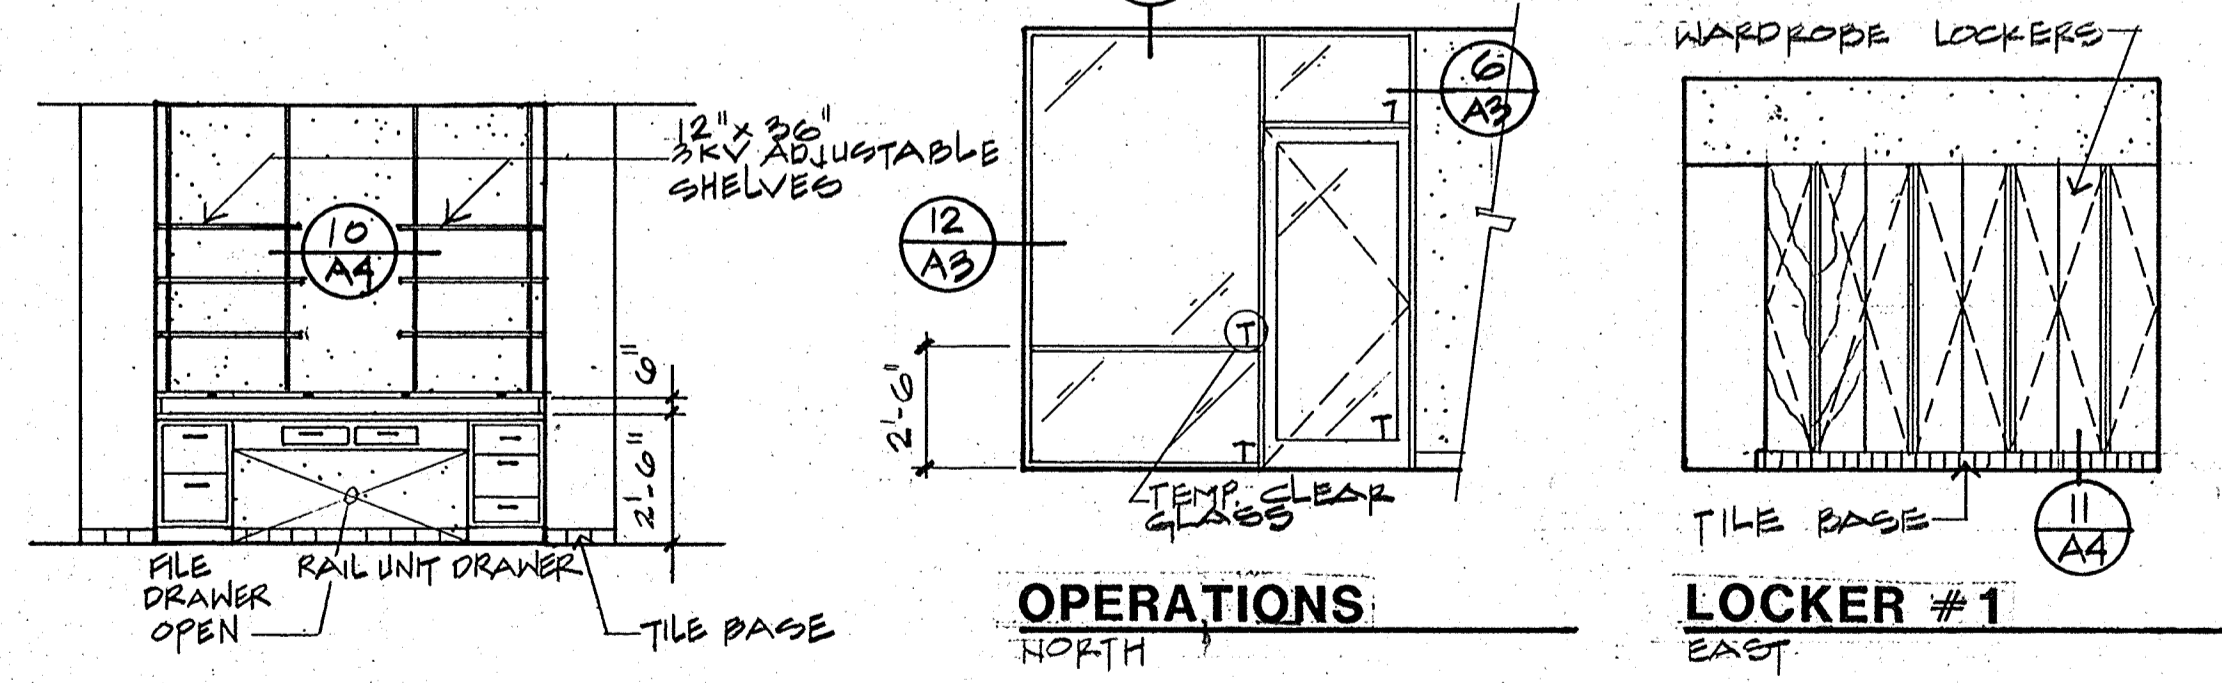 12" x 36"
3KV ADJUSTABLE
SHELVES
10
A4
6"
2'-6"
FILE
DRAWER
OPEN
RAIL UNIT DRAWER
TILE BASE
12
A3
6
A3
2'-6"
T
T
T
T
TEMP. CLEAR
GLASS
OPERATIONS
NORTH
WARDROBE LOCKERS
TILE BASE
11
A4
LOCKER #1
EAST